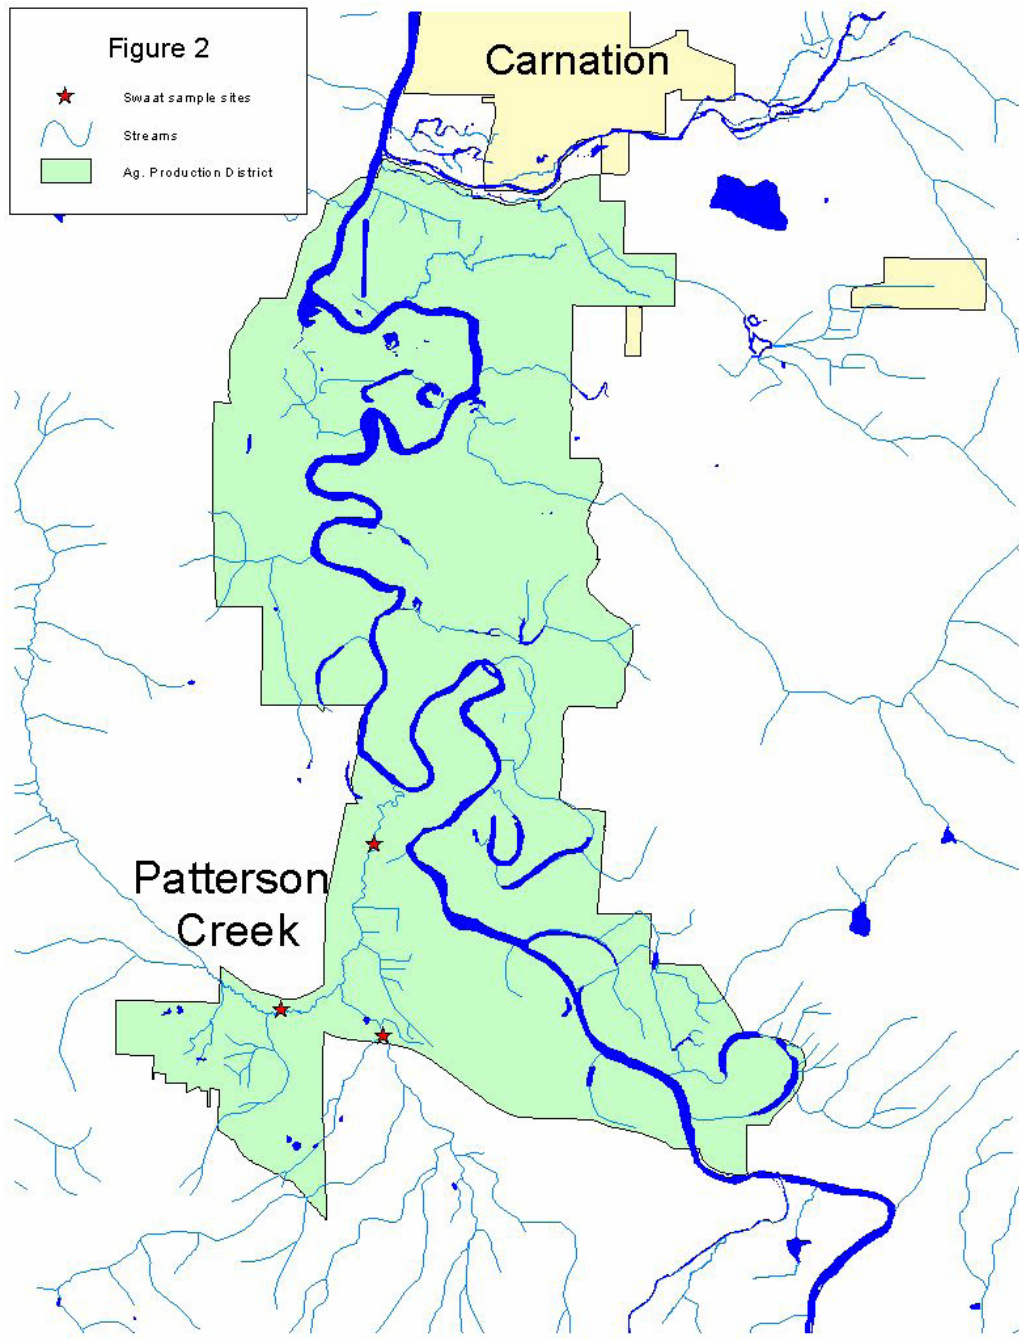 Figure 2
Swaat sample sites
Streams
Ag. Production District
Carnation
Patterson
Creek